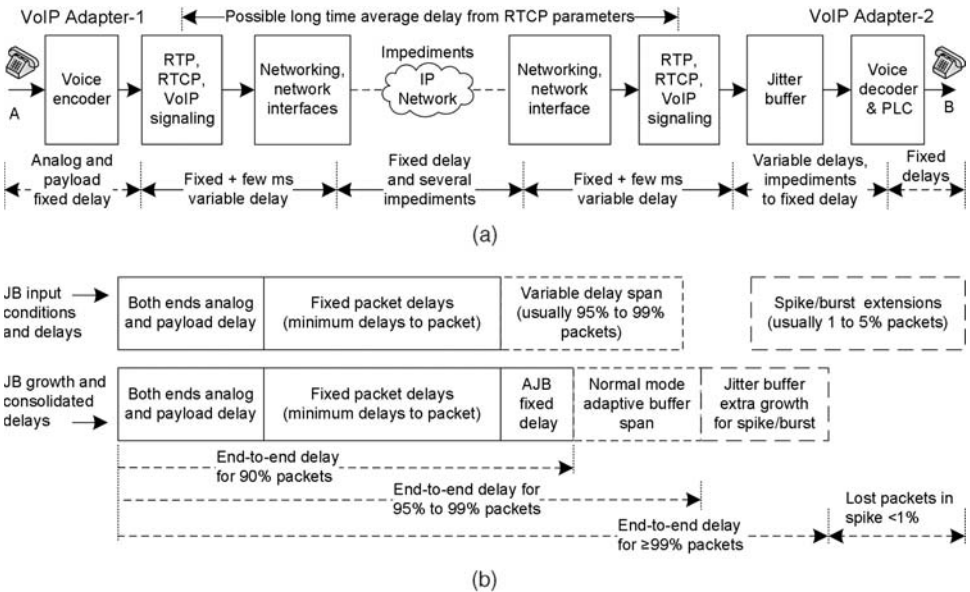 VoIP Adapter-1
Possible long time average delay from RTCP parameters
VoIP Adapter-2
A
Voice
encoder
RTP,
RTCP,
VoIP
signaling
Networking,
network
interfaces
Impediments
IP
Network
Networking,
network
interface
RTP,
RTCP,
VoIP
signaling
Jitter
buffer
Voice
decoder
& PLC
B
Analog and
payload
fixed delay
Fixed + few ms
variable delay
Fixed delay
and several
impediments
Fixed + few ms
variable delay
Variable delays,
impediments
to fixed delay
Fixed
delays
(a)
JB input
conditions
and delays
Both ends analog
and payload delay
Fixed packet delays
(minimum delays to packet)
Variable delay span
(usually 95% to 99%
packets)
Spike/burst extensions
(usually 1 to 5% packets)
JB growth and
consolidated
delays
Both ends analog
and payload delay
Fixed packet delays
(minimum delays to packet)
AJB
fixed
delay
Normal mode
adaptive buffer
span
Jitter buffer
extra growth
for spike/burst
End-to-end delay
for 90% packets
End-to-end delay for
95% to 99% packets
End-to-end delay
for ≥99% packets
Lost packets in
spike <1%
(b)